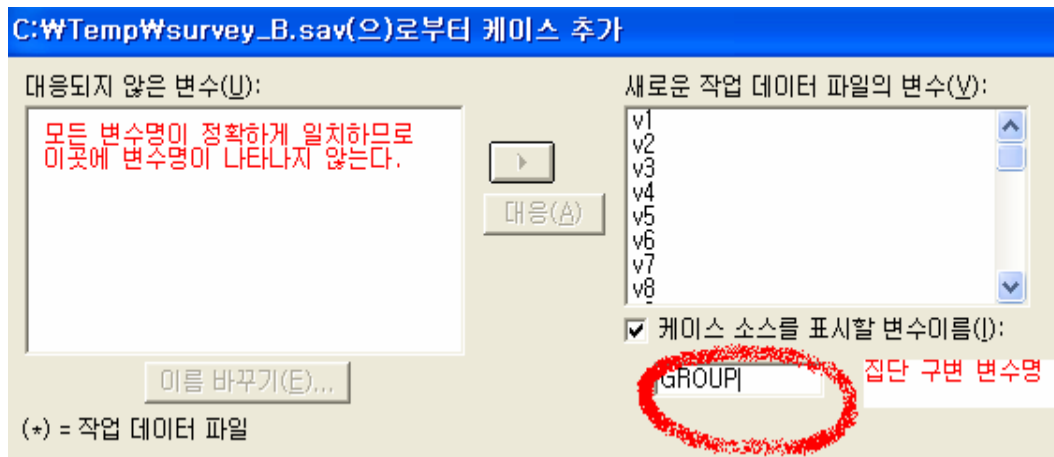 C:₩Temp₩survey_B.sav(으)로부터 케이스 추가
대응되지 않은 변수(U):
모든 변수명이 정확하게 일치하므로
이곳에 변수명이 나타나지 않는다.
대응(A)
이름 바꾸기(E)...
(*) = 작업 데이터 파일
새로운 작업 데이터 파일의 변수(V):
v1
v2
v3
v4
v5
v6
v7
v8
케이스 소스를 표시할 변수이름(I):
GROUP
집단 구변 변수명